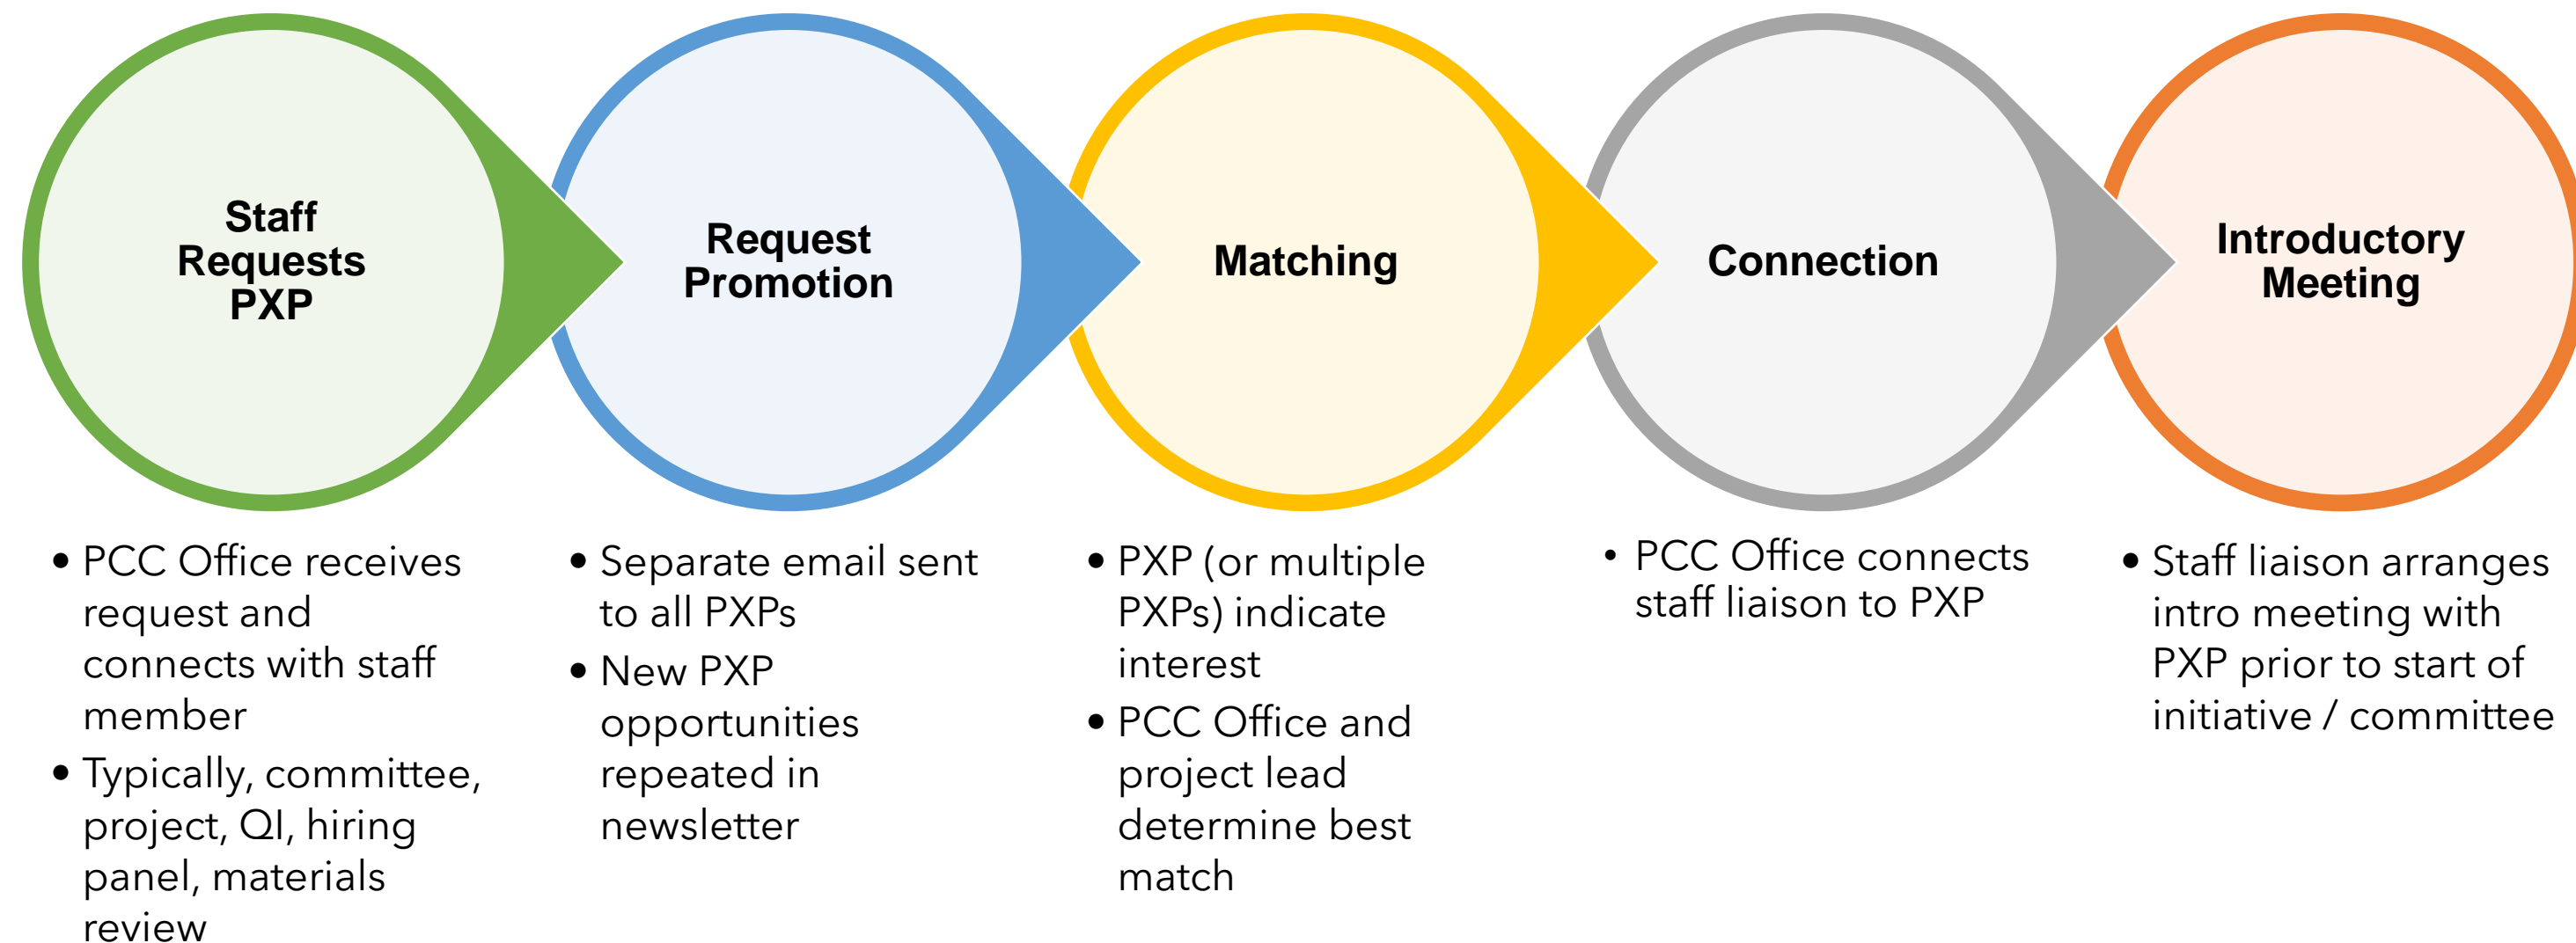 Staff
Requests
PXP
Request
Promotion
Matching
Connection
Introductory
Meeting
• PCC Office receives
request and
connects with staff
member
• Typically, committee,
project, QI, hiring
panel, materials
review
• Separate email sent
to all PXPs
• New PXP
opportunities
repeated in
newsletter
• PXP (or multiple
PXPs) indicate
interest
• PCC Office and
project lead
determine best
match
• PCC Office connects
staff liaison to PXP
• Staff liaison arranges
intro meeting with
PXP prior to start of
initiative / committee